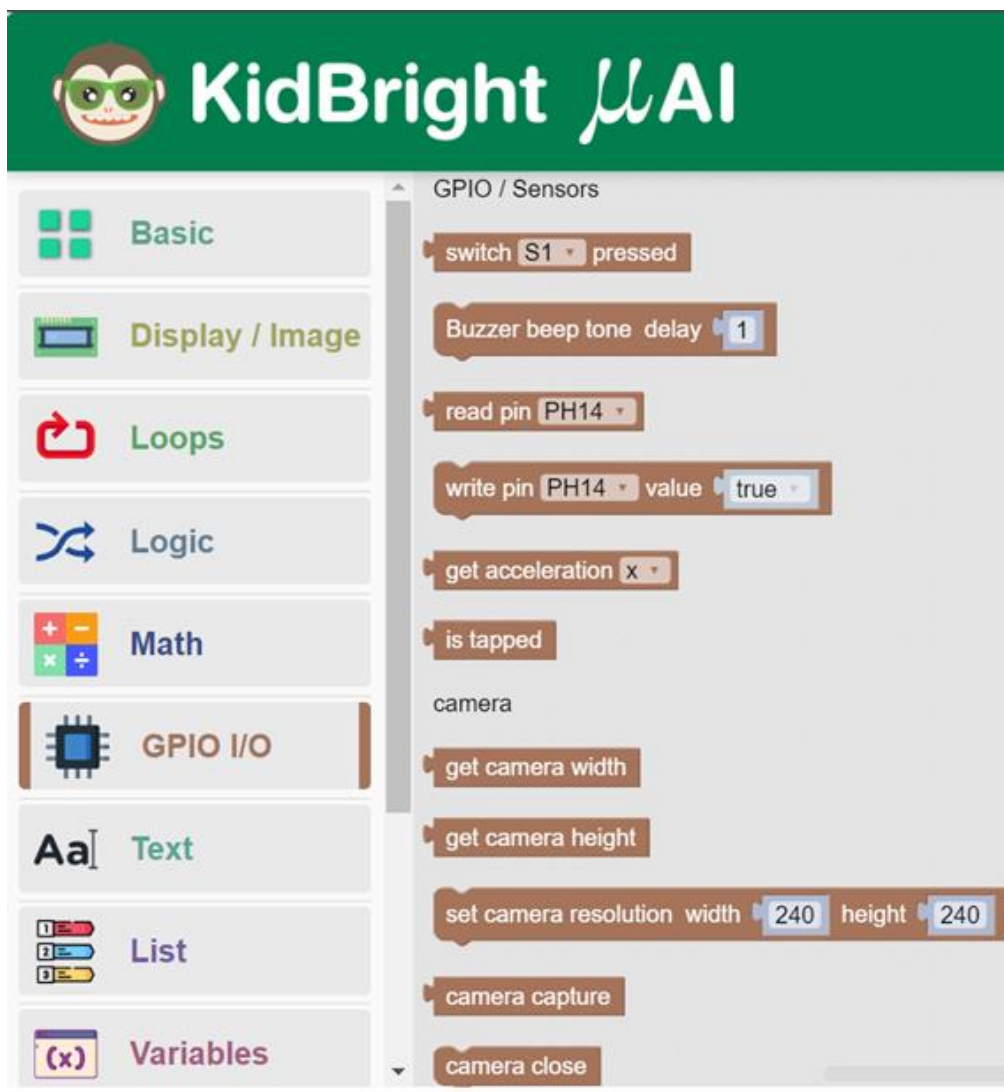 KidBright μAI
Basic
Display / Image
Loops
Logic
Math
GPIO I/O
Aa Text
List
(x) Variables
GPIO / Sensors
switch S1 pressed
Buzzer beep tone delay 1
read pin PH14
write pin PH14 value true
get acceleration x
is tapped
camera
get camera width
get camera height
set camera resolution width 240 height 240
camera capture
camera close